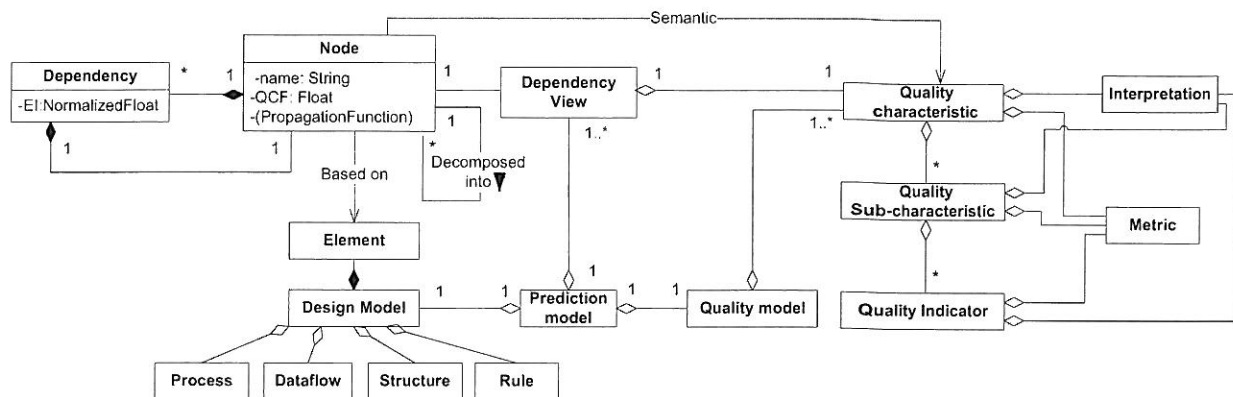 Semantic
Node
-name: String
-QCF: Float
-(PropagationFunction)
Dependency
-EI:NormalizedFloat
*
1
1
1
1
Dependency
View
1
1
Quality
characteristic
Interpretation
1
*
Decomposed
into
1..*
1..*
Based on
*
Quality
Sub-characteristic
Metric
Element
*
1
1
Design Model
1
1
Prediction
model
1
1
Quality model
Quality Indicator
Process
Dataflow
Structure
Rule